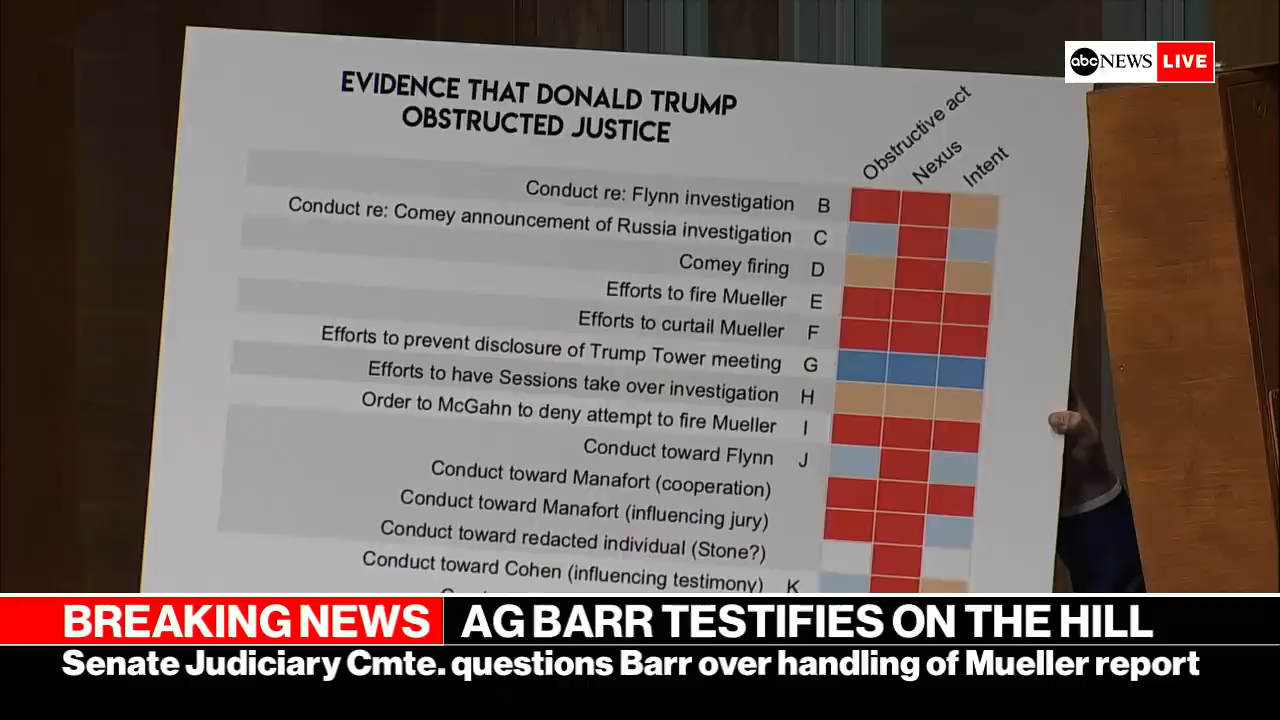 abc NEWS LIVE
EVIDENCE THAT DONALD TRUMP
OBSTRUCTED JUSTICE
Obstructive act
Nexus
Intent
Conduct re: Flynn investigation B
Conduct re: Comey announcement of Russia investigation C
Comey firing D
Efforts to fire Mueller E
Efforts to curtail Mueller F
Efforts to prevent disclosure of Trump Tower meeting G
Efforts to have Sessions take over investigation H
Order to McGahn to deny attempt to fire Mueller I
Conduct toward Flynn J
Conduct toward Manafort (cooperation)
Conduct toward Manafort (influencing jury)
Conduct toward redacted individual (Stone?)
Conduct toward Cohen (influencing testimony) K
BREAKING NEWS AG BARR TESTIFIES ON THE HILL
Senate Judiciary Cmte. questions Barr over handling of Mueller report